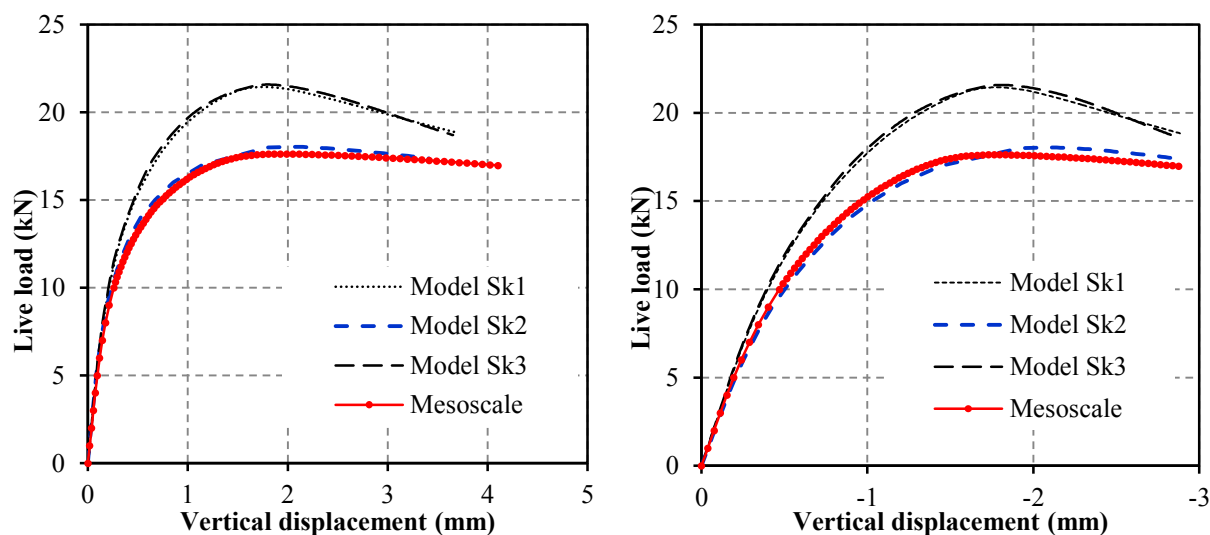 25
20
15
10
5
0
Live load (kN)
Model Sk1
Model Sk2
Model Sk3
Mesoscale
0 1 2 3 4 5
Vertical displacement (mm)
25
20
15
10
5
0
Live load (kN)
Model Sk1
Model Sk2
Model Sk3
Mesoscale
0 -1 -2 -3
Vertical displacement (mm)